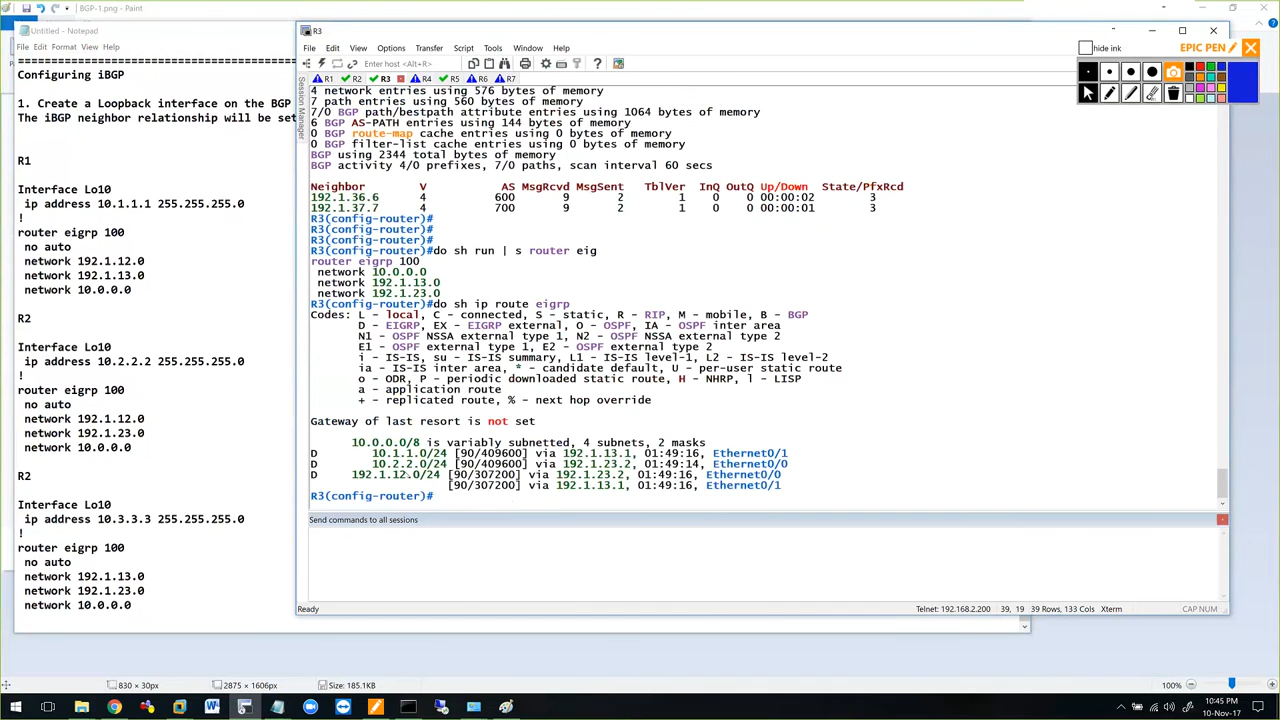 BGP-1.png - Paint
Untitled - Notepad
File Edit Format View Help
==========================================
Configuring iBGP
1. Create a Loopback interface on the BGP
The iBGP neighbor relationship will be set
R1
Interface Lo10
ip address 10.1.1.1 255.255.255.0
!
router eigrp 100
no auto
network 192.1.12.0
network 192.1.13.0
network 10.0.0.0
R2
Interface Lo10
ip address 10.2.2.2 255.255.255.0
!
router eigrp 100
no auto
network 192.1.12.0
network 192.1.23.0
network 10.0.0.0
R2
Interface Lo10
ip address 10.3.3.3 255.255.255.0
!
router eigrp 100
no auto
network 192.1.13.0
network 192.1.23.0
network 10.0.0.0
R3
File Edit View Options Transfer Script Tools Window Help
Enter host <Alt+R>
hide ink
EPIC PEN
Session Manager
R1 R2 R3 R4 R5 R6 R7
4 network entries using 576 bytes of memory
7 path entries using 560 bytes of memory
7/0 BGP path/bestpath attribute entries using 1064 bytes of memory
6 BGP AS-PATH entries using 144 bytes of memory
0 BGP route-map cache entries using 0 bytes of memory
0 BGP filter-list cache entries using 0 bytes of memory
BGP using 2344 total bytes of memory
BGP activity 4/0 prefixes, 7/0 paths, scan interval 60 secs
Neighbor V AS MsgRcvd MsgSent TblVer InQ OutQ Up/Down State/PfxRcd
192.1.36.6 4 600 9 2 1 0 0 00:00:02 3
192.1.37.7 4 700 9 2 1 0 0 00:00:01 3
R3(config-router)#
R3(config-router)#
R3(config-router)#
R3(config-router)#do sh run | s router eig
router eigrp 100
network 10.0.0.0
network 192.1.13.0
network 192.1.23.0
R3(config-router)#do sh ip route eigrp
Codes: L - local, C - connected, S - static, R - RIP, M - mobile, B - BGP
D - EIGRP, EX - EIGRP external, O - OSPF, IA - OSPF inter area
N1 - OSPF NSSA external type 1, N2 - OSPF NSSA external type 2
E1 - OSPF external type 1, E2 - OSPF external type 2
i - IS-IS, su - IS-IS summary, L1 - IS-IS level-1, L2 - IS-IS level-2
ia - IS-IS inter area, * - candidate default, U - per-user static route
o - ODR, P - periodic downloaded static route, H - NHRP, l - LISP
a - application route
+ - replicated route, % - next hop override
Gateway of last resort is not set
10.0.0.0/8 is variably subnetted, 4 subnets, 2 masks
D 10.1.1.0/24 [90/409600] via 192.1.13.1, 01:49:16, Ethernet0/1
D 10.2.2.0/24 [90/409600] via 192.1.23.2, 01:49:14, Ethernet0/0
D 192.1.12.0/24 [90/307200] via 192.1.23.2, 01:49:16, Ethernet0/0
[90/307200] via 192.1.13.1, 01:49:16, Ethernet0/1
R3(config-router)#
Send commands to all sessions
Ready
Telnet: 192.168.2.200 39, 19 39 Rows, 133 Cols Xterm CAP NUM
830 × 30px 2875 × 1606px Size: 185.1KB 100%
10:45 PM
10-Nov-17